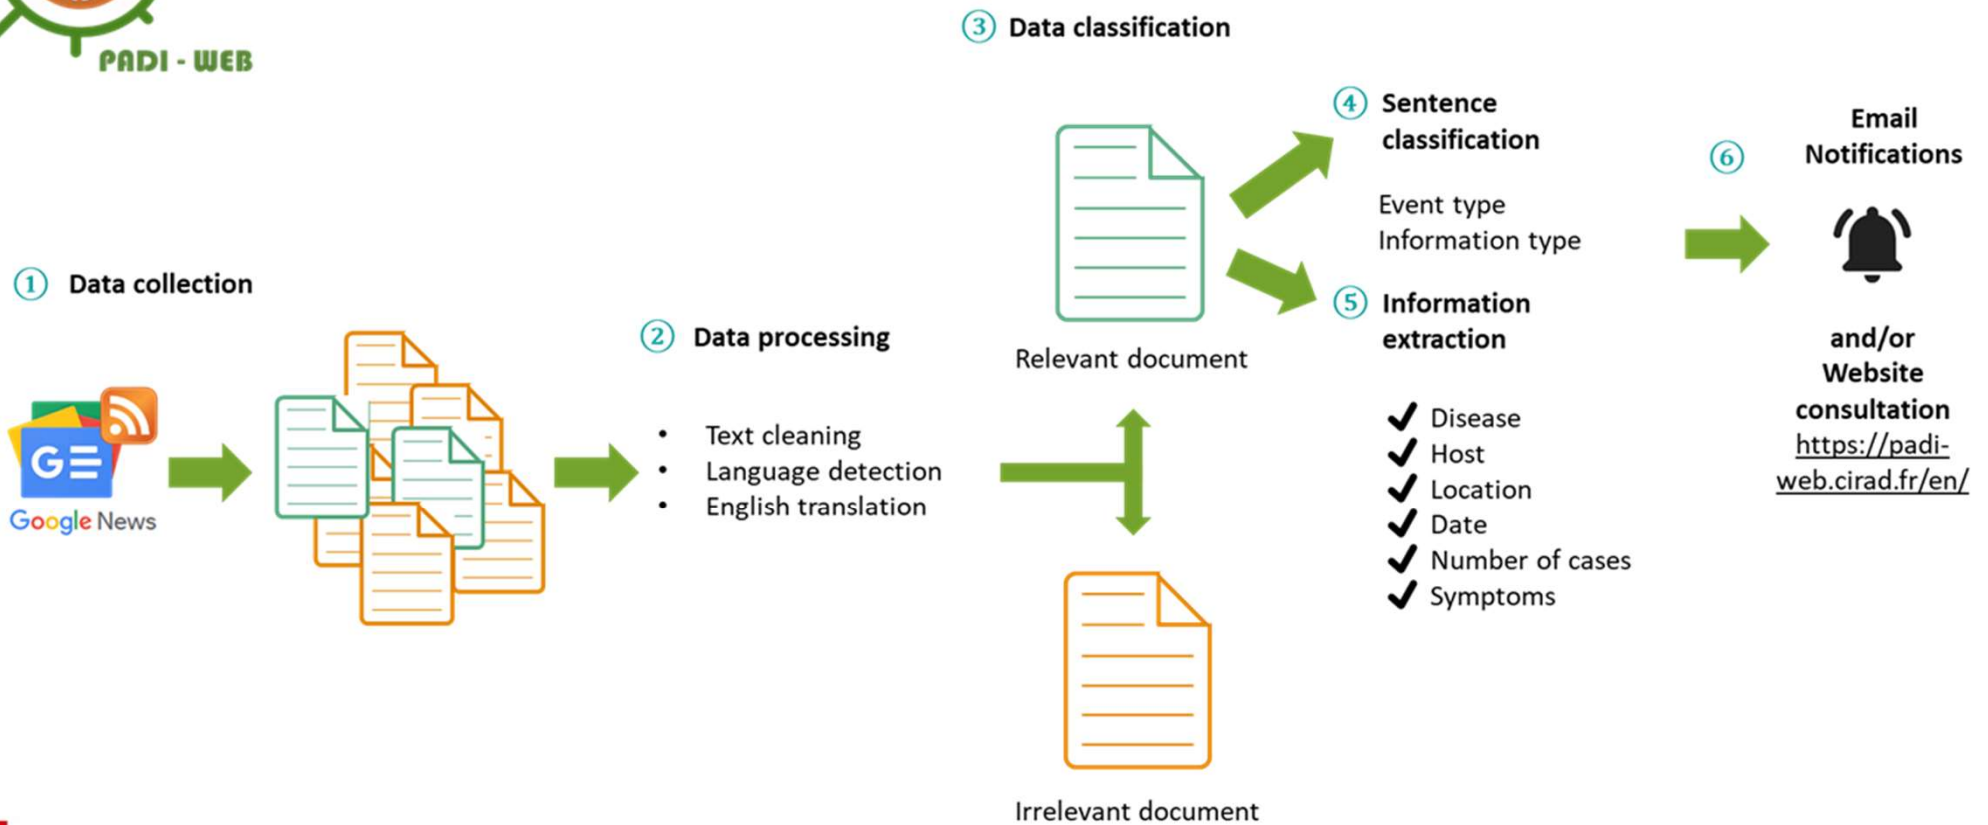 PADI - WEB
① Data collection
Google News
② Data processing
• Text cleaning
• Language detection
• English translation
③ Data classification
Relevant document
Irrelevant document
④ Sentence
classification
Event type
Information type
⑤ Information
extraction
✔ Disease
✔ Host
✔ Location
✔ Date
✔ Number of cases
✔ Symptoms
⑥
Email
Notifications
and/or
Website
consultation
https://padi-
web.cirad.fr/en/